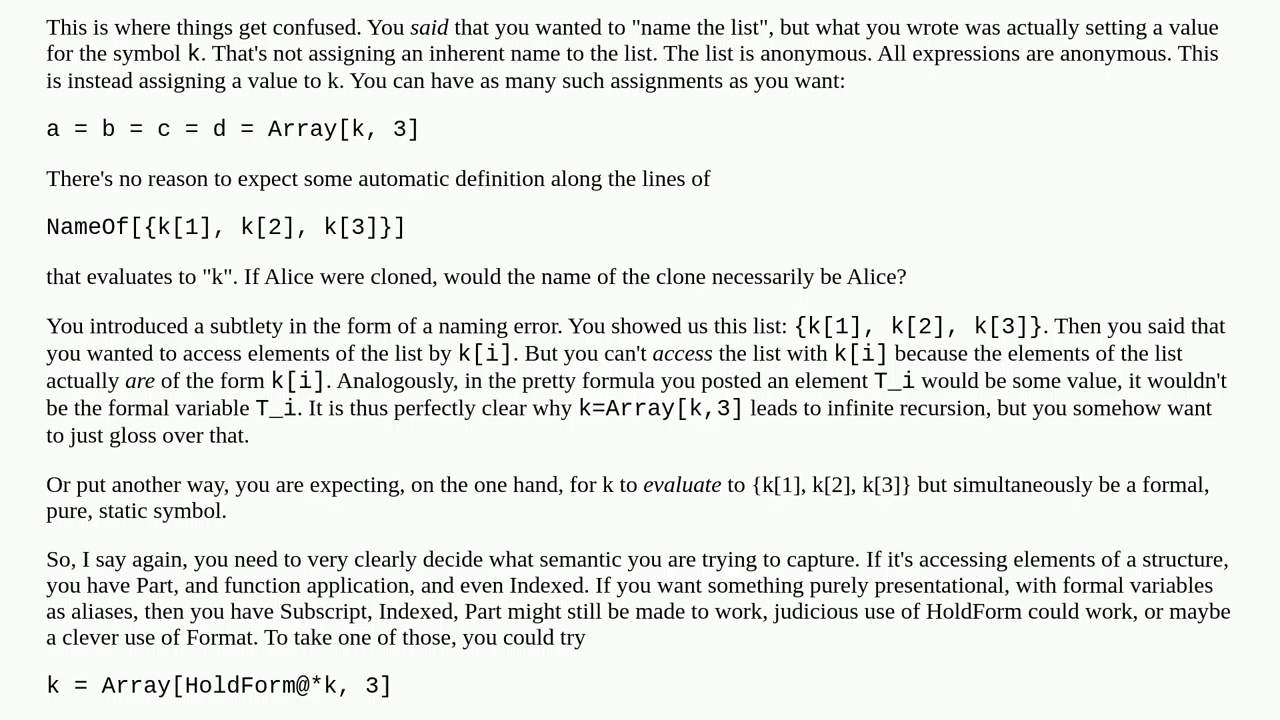 This is where things get confused. You said that you wanted to "name the list", but what you wrote was actually setting a value
for the symbol k. That's not assigning an inherent name to the list. The list is anonymous. All expressions are anonymous. This
is instead assigning a value to k. You can have as many such assignments as you want:
a = b = c = d = Array[k, 3]
There's no reason to expect some automatic definition along the lines of
NameOf[{k[1], k[2], k[3]}]
that evaluates to "k". If Alice were cloned, would the name of the clone necessarily be Alice?
You introduced a subtlety in the form of a naming error. You showed us this list: {k[1], k[2], k[3]}. Then you said that
you wanted to access elements of the list by k[i]. But you can't access the list with k[i] because the elements of the list
actually are of the form k[i]. Analogously, in the pretty formula you posted an element T_i would be some value, it wouldn't
be the formal variable T_i. It is thus perfectly clear why k=Array[k,3] leads to infinite recursion, but you somehow want
to just gloss over that.
Or put another way, you are expecting, on the one hand, for k to evaluate to {k[1], k[2], k[3]} but simultaneously be a formal,
pure, static symbol.
So, I say again, you need to very clearly decide what semantic you are trying to capture. If it's accessing elements of a structure,
you have Part, and function application, and even Indexed. If you want something purely presentational, with formal variables
as aliases, then you have Subscript, Indexed, Part might still be made to work, judicious use of HoldForm could work, or maybe
a clever use of Format. To take one of those, you could try
k = Array[HoldForm@*k, 3]